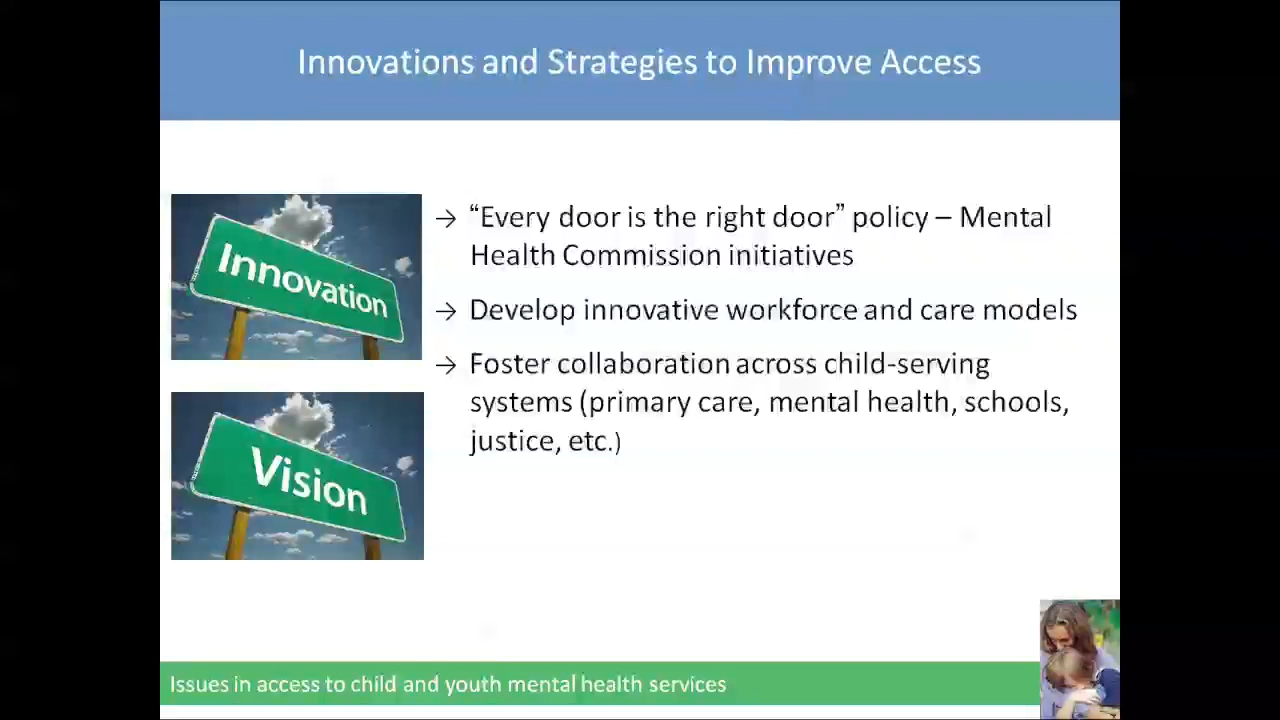 Innovations and Strategies to Improve Access
Innovation
Vision
→ “Every door is the right door” policy – Mental
Health Commission initiatives
→ Develop innovative workforce and care models
→ Foster collaboration across child-serving
systems (primary care, mental health, schools,
justice, etc.)
Issues in access to child and youth mental health services